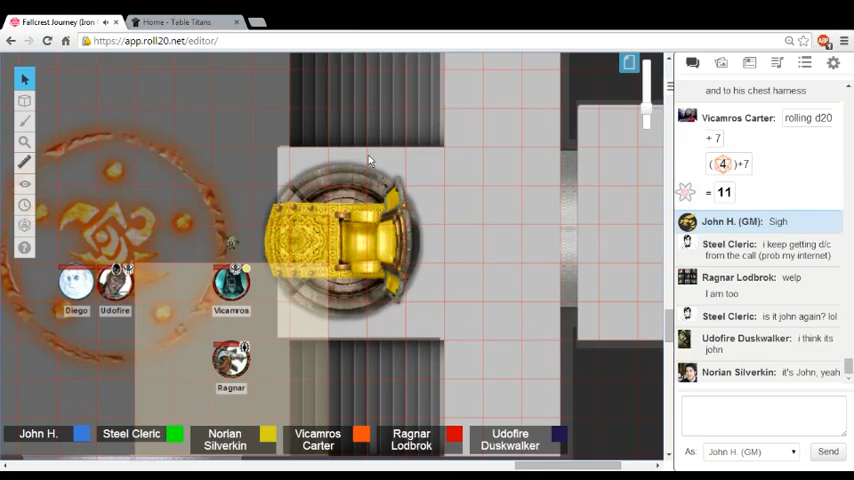 Fallcrest Journey (Iron
Home - Table Titans
https://app.roll20.net/editor/
ABP
and to his chest harness
Vicamros Carter: rolling d20
+ 7
(4)+7
= 11
John H. (GM): Sigh
Steel Cleric: i keep getting d/c
from the call (prob my internet)
Ragnar Lodbrok: welp
I am too
Steel Cleric: is it john again? lol
Udofire Duskwalker: i think its
john
Norian Silverkin: it's John, yeah
Diego
Udofire
Vicamros
Ragnar
John H.
Steel Cleric
Norian
Silverkin
Vicamros
Carter
Ragnar
Lodbrok
Udofire
Duskwalker
As:
John H. (GM)
Send